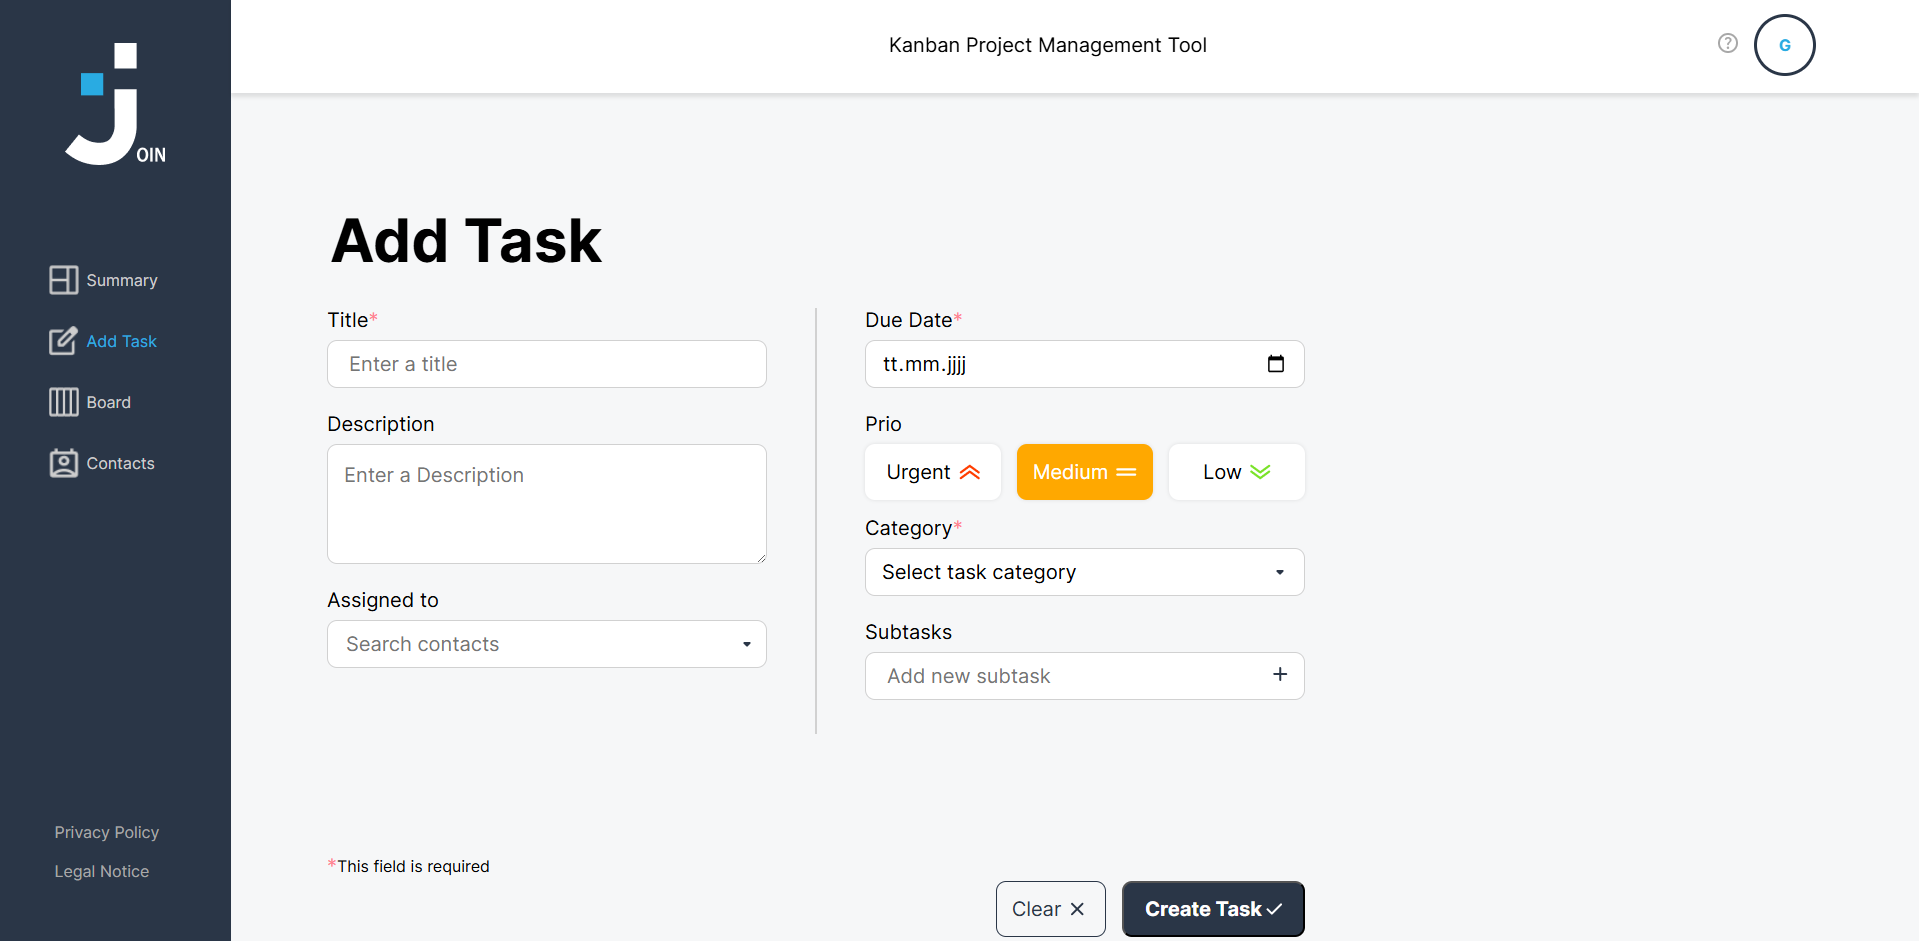 OIN
Summary
Add Task
Board
Contacts
Privacy Policy
Legal Notice
Kanban Project Management Tool
G
Add Task
Title*
Enter a title
Description
Enter a Description
Assigned to
Search contacts
Due Date*
tt.mm.jjjj
Prio
Urgent Medium Low
Category*
Select task category
Subtasks
Add new subtask
*This field is required
Clear Create Task